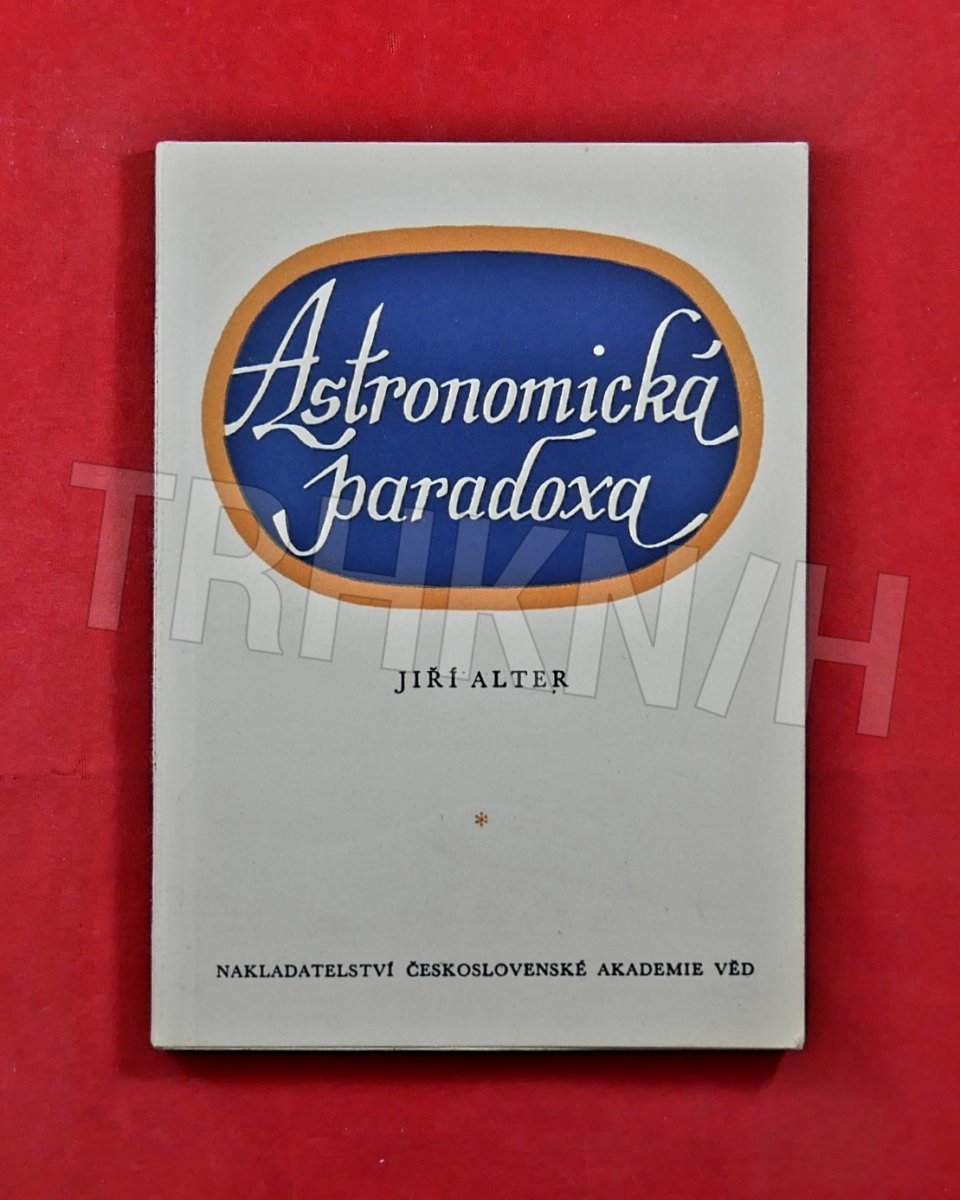 Astronomická
paradoxa
TRHKNIH
JIŘÍ ALTER
*
NAKLADATELSTVÍ ČESKOSLOVENSKÉ AKADEMIE VĚD